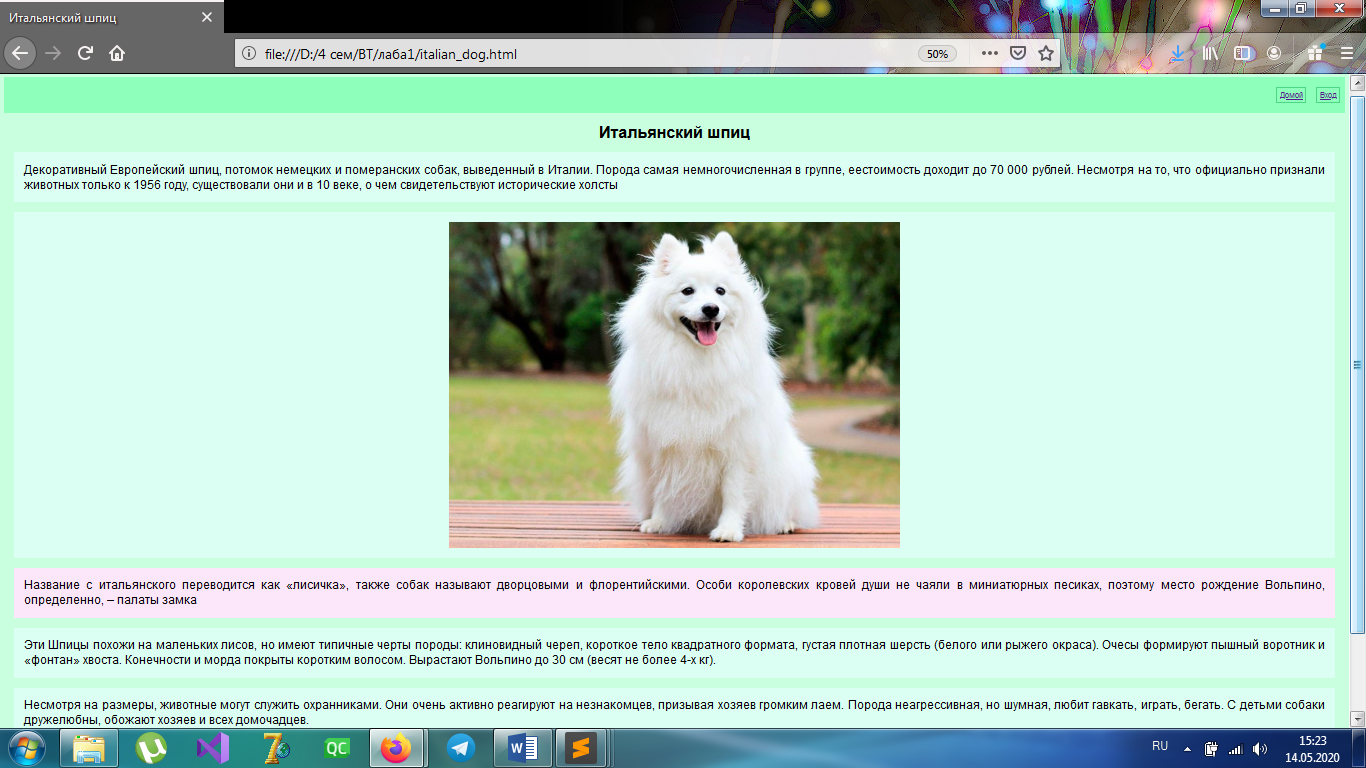 Итальянский шпиц
file:///D:/4 сем/ВТ/лаба1/italian_dog.html
50%
Домой Вход
Итальянский шпиц
Декоративный Европейский шпиц, потомок немецких и померанских собак, выведенный в Италии. Порода самая немногочисленная в группе, еестоимость доходит до 70 000 рублей. Несмотря на то, что официально признали
животных только к 1956 году, существовали они и в 10 веке, о чем свидетельствуют исторические холсты
Название с итальянского переводится как «лисичка», также собак называют дворцовыми и флорентийскими. Особи королевских кровей души не чаяли в миниатюрных песиках, поэтому место рождение Вольпино,
определенно, – палаты замка
Эти Шпицы похожи на маленьких лисов, но имеют типичные черты породы: клиновидный череп, короткое тело квадратного формата, густая плотная шерсть (белого или рыжего окраса). Очесы формируют пышный воротник и
«фонтан» хвоста. Конечности и морда покрыты коротким волосом. Вырастают Вольпино до 30 см (весят не более 4-х кг).
Несмотря на размеры, животные могут служить охранниками. Они очень активно реагируют на незнакомцев, призывая хозяев громким лаем. Порода неагрессивная, но шумная, любит гавкать, играть, бегать. С детьми собаки
дружелюбны, обожают хозяев и всех домочадцев.
QC
RU
15:23
14.05.2020